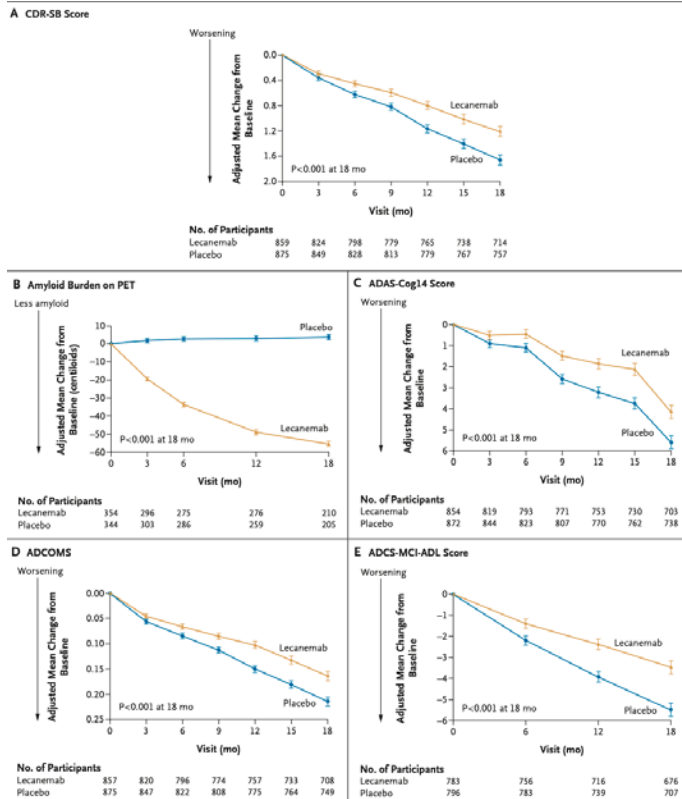 A CDR-SB Score
Worsening
Adjusted Mean Change from
Baseline
0.0
0.4
0.8
1.2
1.6
2.0
Lecanemab
Placebo
P<0.001 at 18 mo
0 3 6 9 12 15 18
Visit (mo)
No. of Participants
Lecanemab 859 824 798 779 765 738 714
Placebo 875 849 828 813 779 767 757
B Amyloid Burden on PET
Less amyloid
Adjusted Mean Change from
Baseline (centiloids)
10
0
−10
−20
−30
−40
−50
−60
Placebo
Lecanemab
P<0.001 at 18 mo
0 3 6 12 18
Visit (mo)
No. of Participants
Lecanemab 354 296 275 276 210
Placebo 344 303 286 259 205
C ADAS-Cog14 Score
Worsening
Adjusted Mean Change from
Baseline
0
1
2
3
4
5
6
Lecanemab
Placebo
P<0.001 at 18 mo
0 3 6 9 12 15 18
Visit (mo)
No. of Participants
Lecanemab 854 819 793 771 753 730 703
Placebo 872 844 823 807 770 762 738
D ADCOMS
Worsening
Adjusted Mean Change from
Baseline
0.00
0.05
0.10
0.15
0.20
0.25
Lecanemab
Placebo
P<0.001 at 18 mo
0 3 6 9 12 15 18
Visit (mo)
No. of Participants
Lecanemab 857 820 796 774 757 733 708
Placebo 875 847 822 808 775 764 749
E ADCS-MCI-ADL Score
Worsening
Adjusted Mean Change from
Baseline
0
−1
−2
−3
−4
−5
−6
Lecanemab
Placebo
P<0.001 at 18 mo
0 6 12 18
Visit (mo)
No. of Participants
Lecanemab 783 756 716 676
Placebo 796 783 739 707